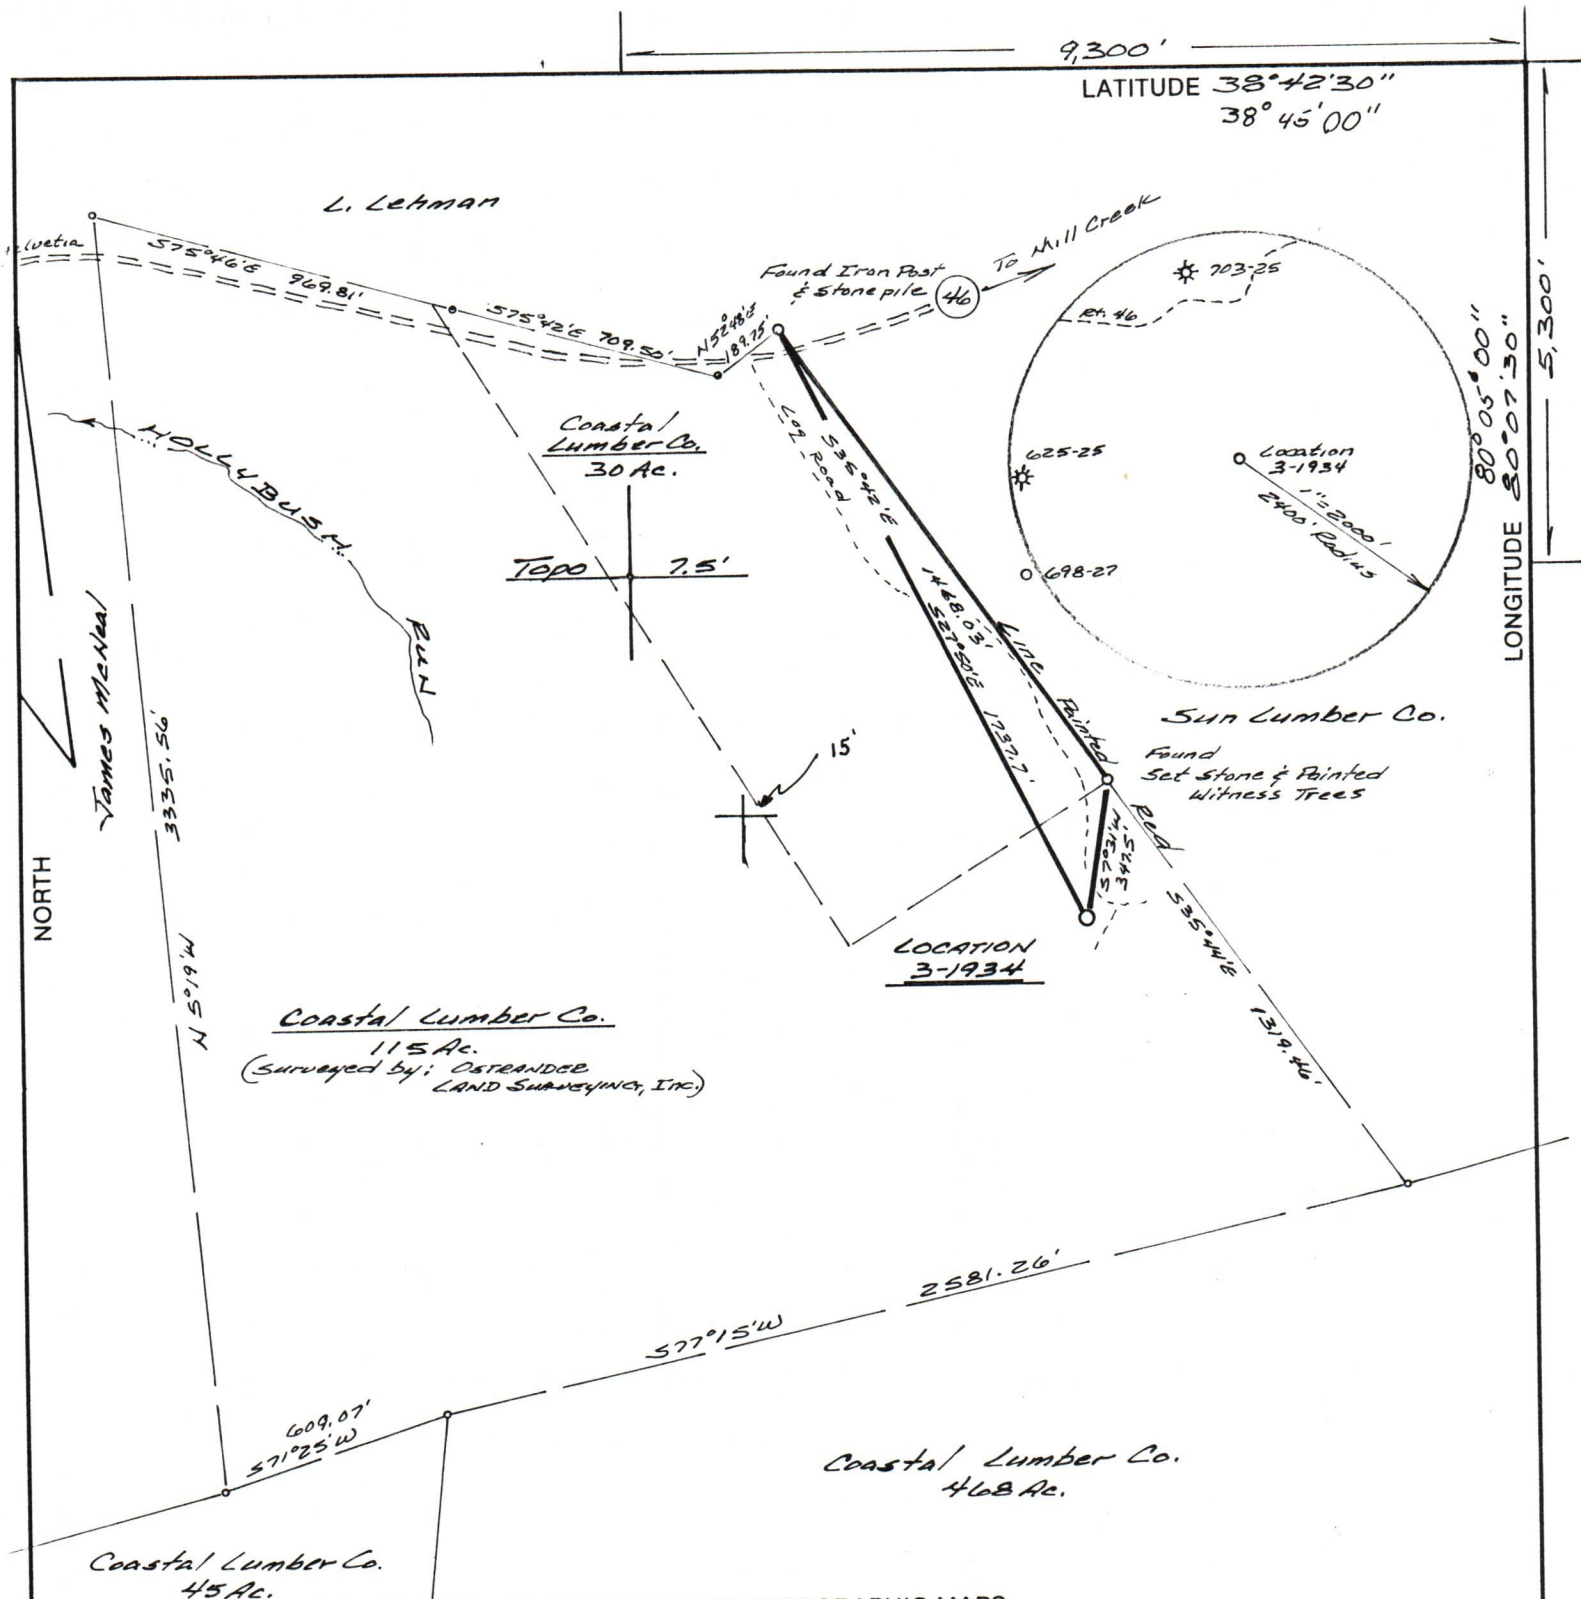 9,300'
LATITUDE 38°42'30"
38° 45' 00"
L. Lehman
S75°46'E 969.81'
S75°42'E 709.50'
N52°48'E
189.75'
Found Iron Post
& Stonepile
46
To Mill Creek
703-25
Rt. 46
625-25
Location
3-1934
1"=2000'
2400' Radius
698-27
5,300'
80°05'00"
LONGITUDE 80°07'30"
HOLLYBUSH RUN
Coastal
Lumber Co.
30 Ac.
Log Road
S35°42'E
1468.03'
S27°50'E 1737.7'
Topo 7.5'
15'
Red Painted Line
Sun Lumber Co.
Found
Set Stone & Painted
Witness Trees
S7°31'W
347.5'
James McNeal
3335.56'
N 5°19'W
NORTH
LOCATION
3-1934
S35°44'E
1319.46'
Coastal Lumber Co.
115 Ac.
(Surveyed by: OSTRANDER
LAND SURVEYING, Inc.)
2581.26'
S77°15'W
609.07'
S71°25'W
Coastal Lumber Co.
468 Ac.
Coastal Lumber Co.
45 Ac.